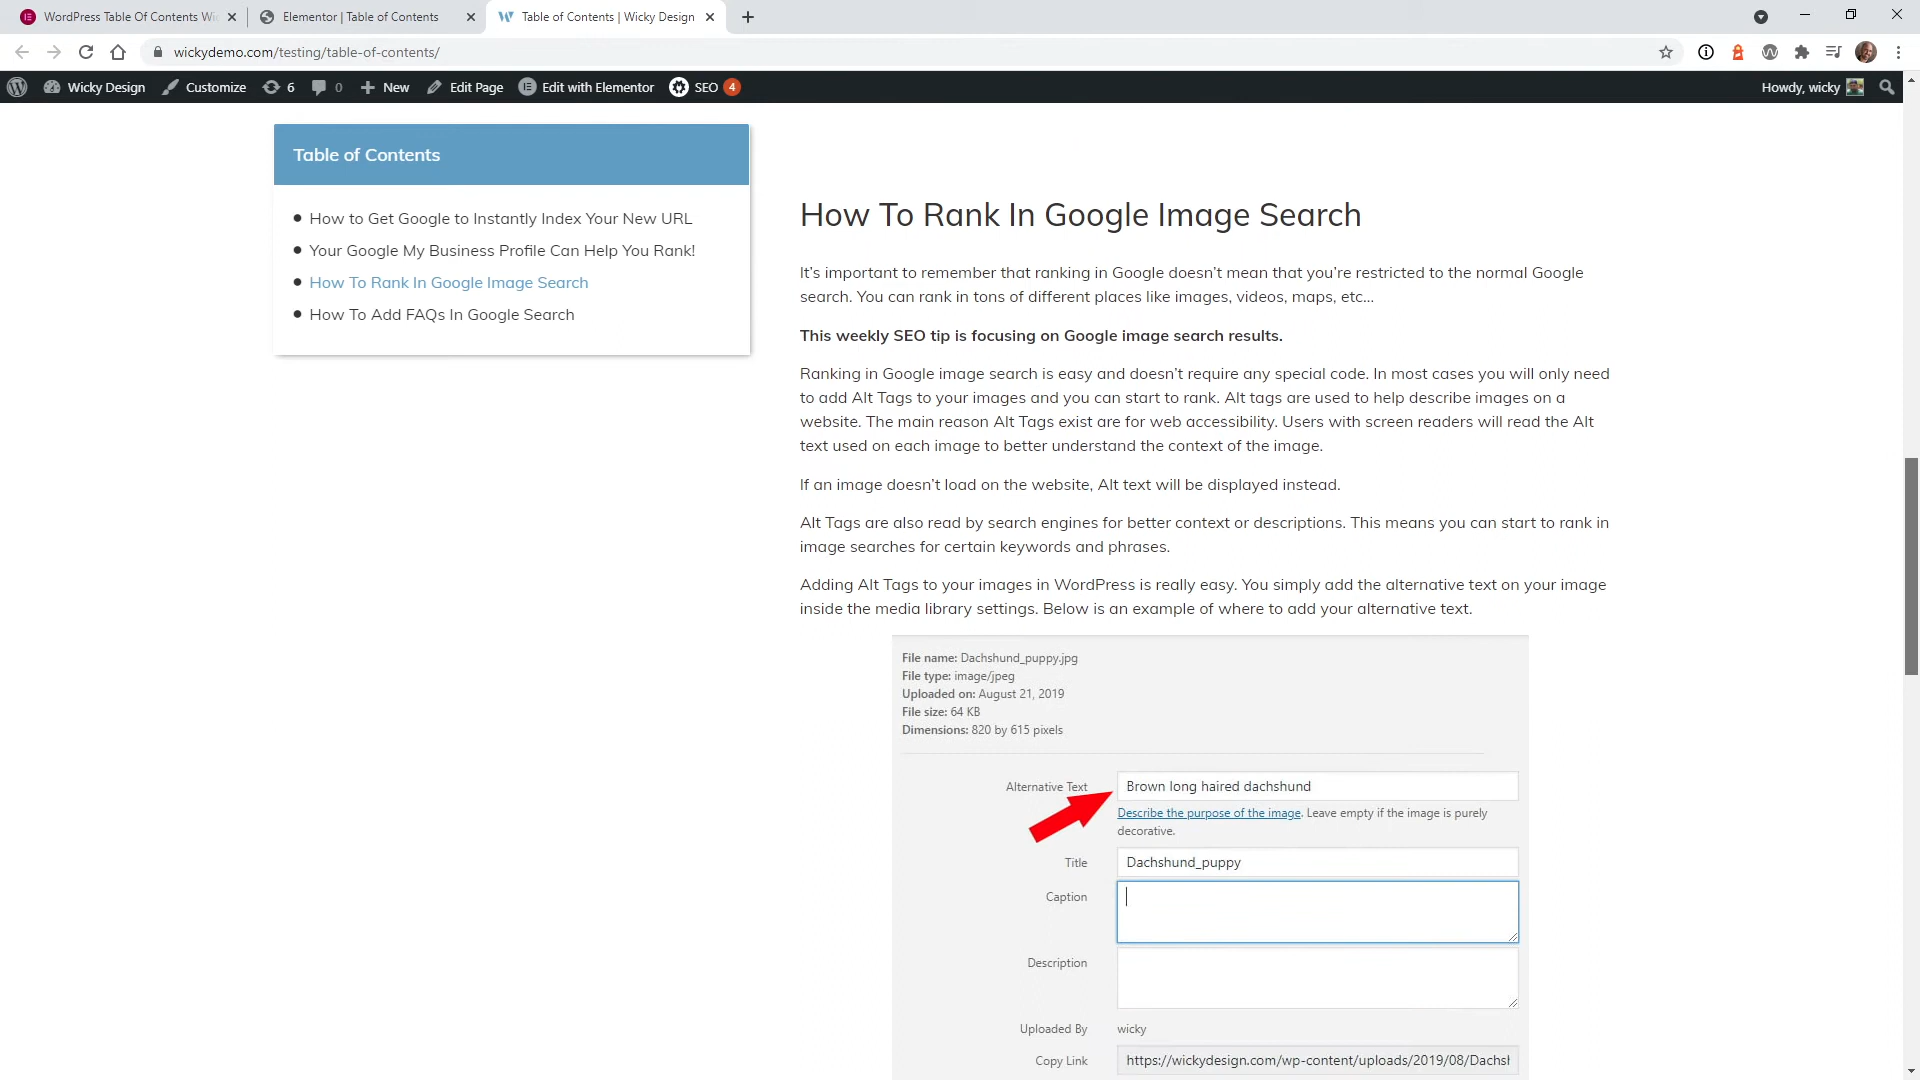 WordPress Table Of Contents Wi
Elementor | Table of Contents
Table of Contents | Wicky Design
wickydemo.com/testing/table-of-contents/
Wicky Design
Customize
6
0
New
Edit Page
Edit with Elementor
SEO 4
Howdy, wicky
Table of Contents
How to Get Google to Instantly Index Your New URL
Your Google My Business Profile Can Help You Rank!
How To Rank In Google Image Search
How To Add FAQs In Google Search
How To Rank In Google Image Search
It's important to remember that ranking in Google doesn't mean that you're restricted to the normal Google
search. You can rank in tons of different places like images, videos, maps, etc…
This weekly SEO tip is focusing on Google image search results.
Ranking in Google image search is easy and doesn't require any special code. In most cases you will only need
to add Alt Tags to your images and you can start to rank. Alt tags are used to help describe images on a
website. The main reason Alt Tags exist are for web accessibility. Users with screen readers will read the Alt
text used on each image to better understand the context of the image.
If an image doesn't load on the website, Alt text will be displayed instead.
Alt Tags are also read by search engines for better context or descriptions. This means you can start to rank in
image searches for certain keywords and phrases.
Adding Alt Tags to your images in WordPress is really easy. You simply add the alternative text on your image
inside the media library settings. Below is an example of where to add your alternative text.
File name: Dachshund_puppy.jpg
File type: image/jpeg
Uploaded on: August 21, 2019
File size: 64 KB
Dimensions: 820 by 615 pixels
Alternative Text
Brown long haired dachshund
Describe the purpose of the image. Leave empty if the image is purely
decorative.
Title
Dachshund_puppy
Caption
Description
Uploaded By
wicky
Copy Link
https://wickydesign.com/wp-content/uploads/2019/08/Dachsl